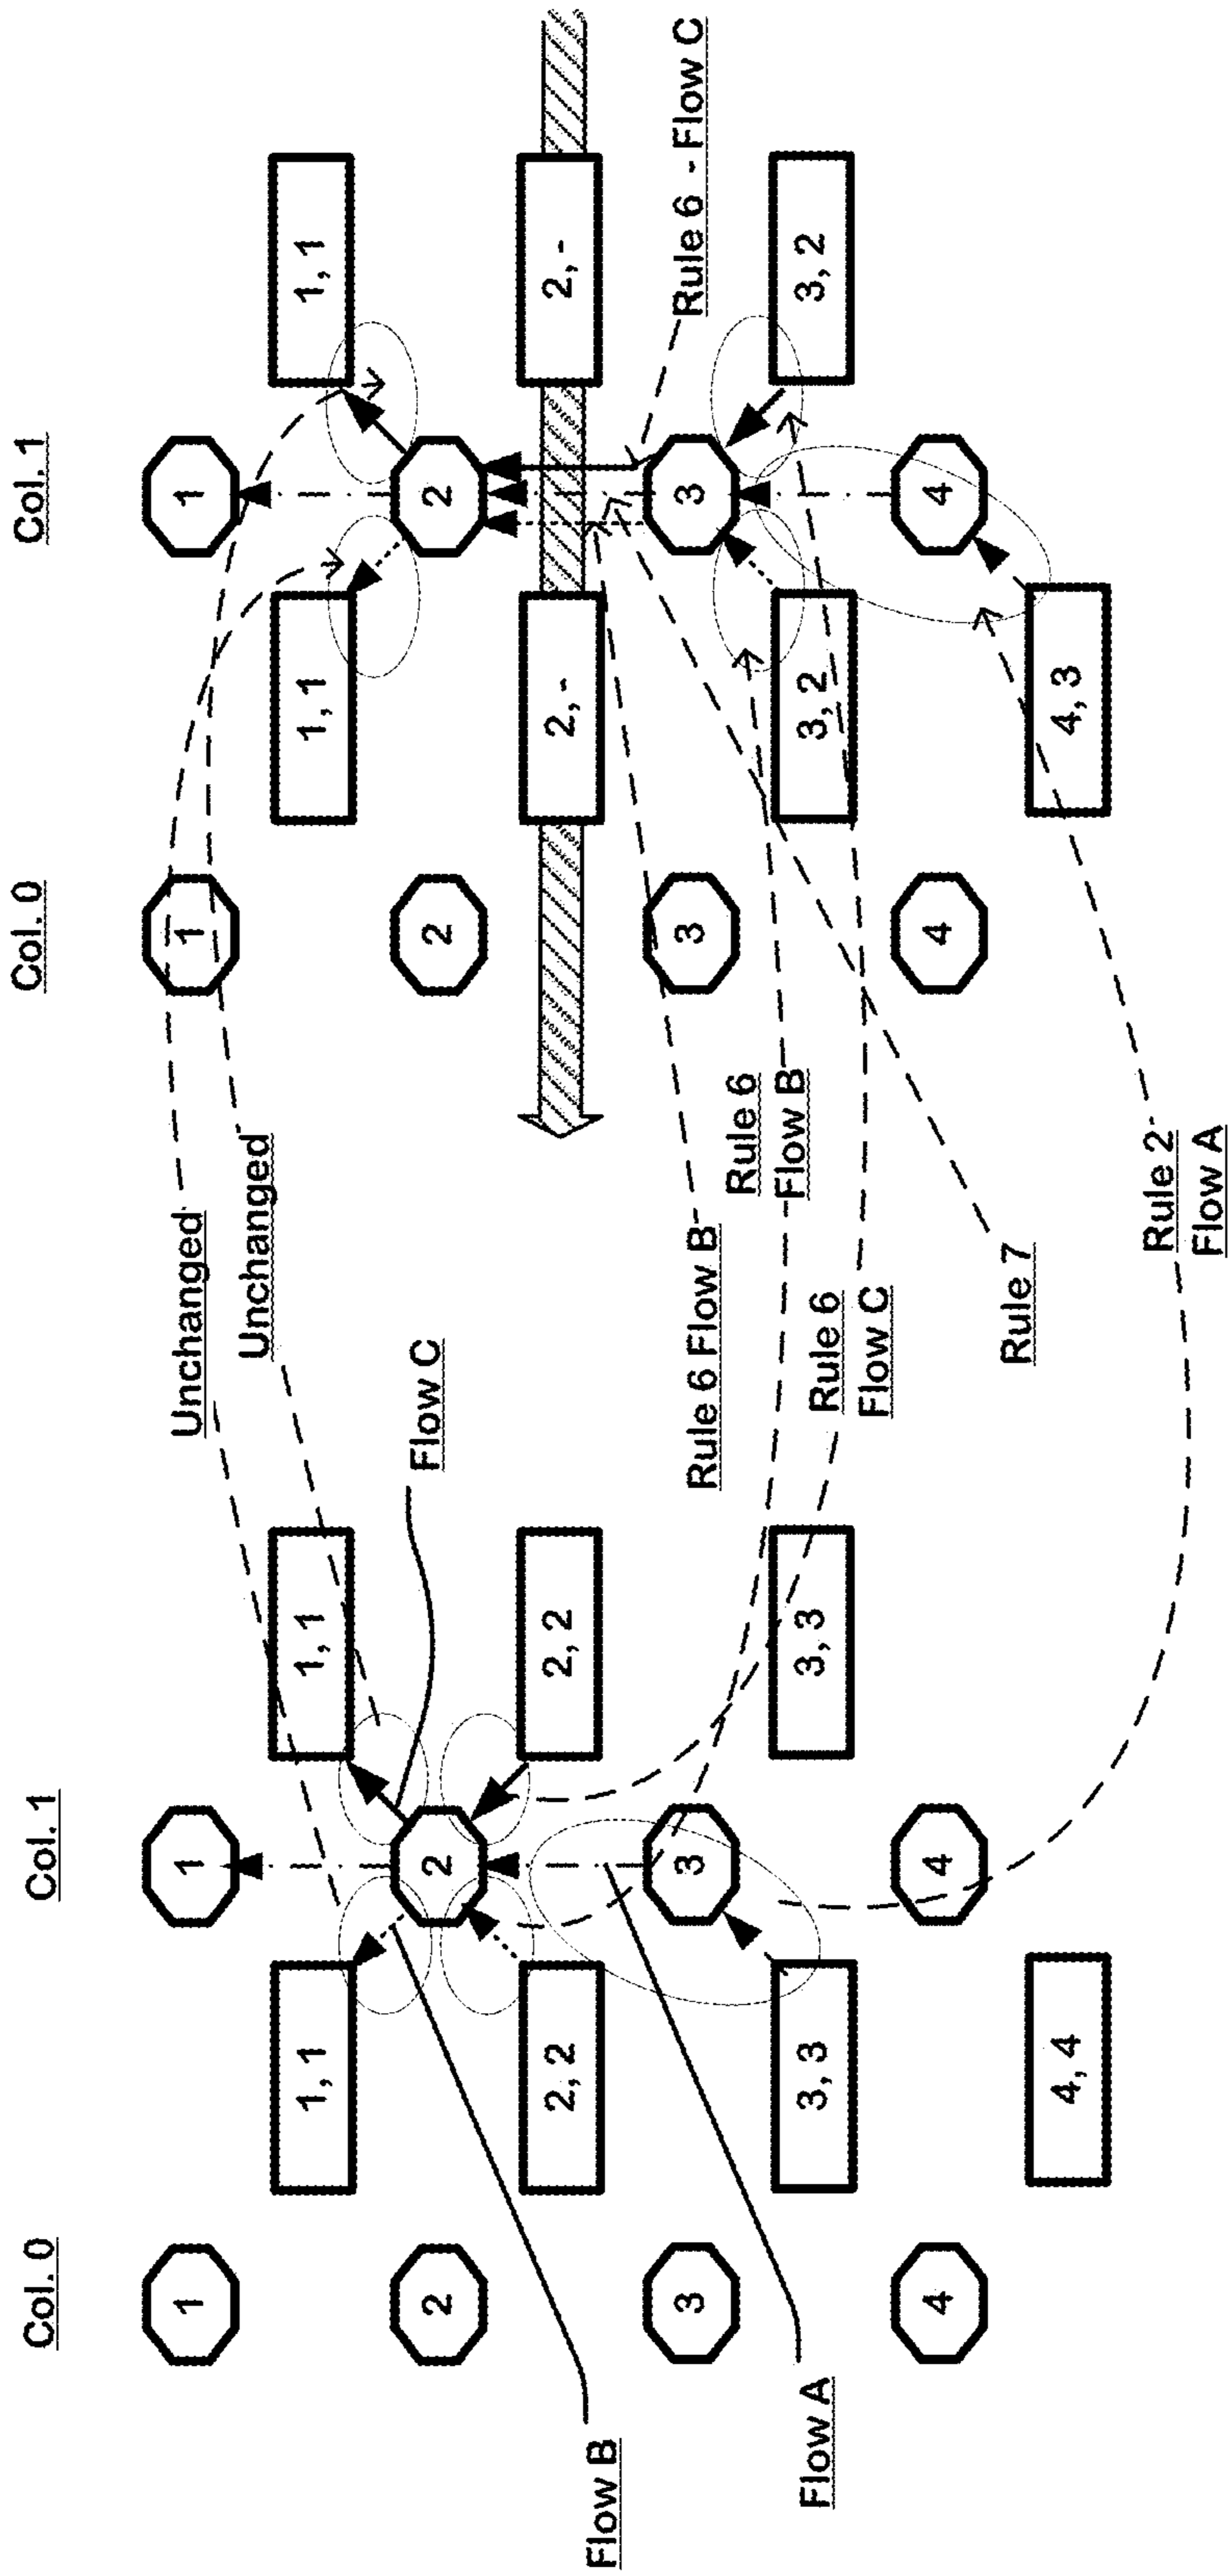 Col. 0
Col. 1
Col. 0
Col. 1
1
1
1
1
Unchanged
Unchanged
1, 1
1, 1
1, 1
1, 1
Flow C
2
2
2
2
2, 2
2, 2
2, -
2, -
Flow B
Rule 6 Flow B
Rule 6 - Flow C
3
3
3
3
Rule 6
Flow B
3, 3
3, 3
3, 2
3, 2
Flow A
Rule 6
Flow C
4
4
4
4
Rule 7
4, 4
4, 3
Rule 2
Flow A